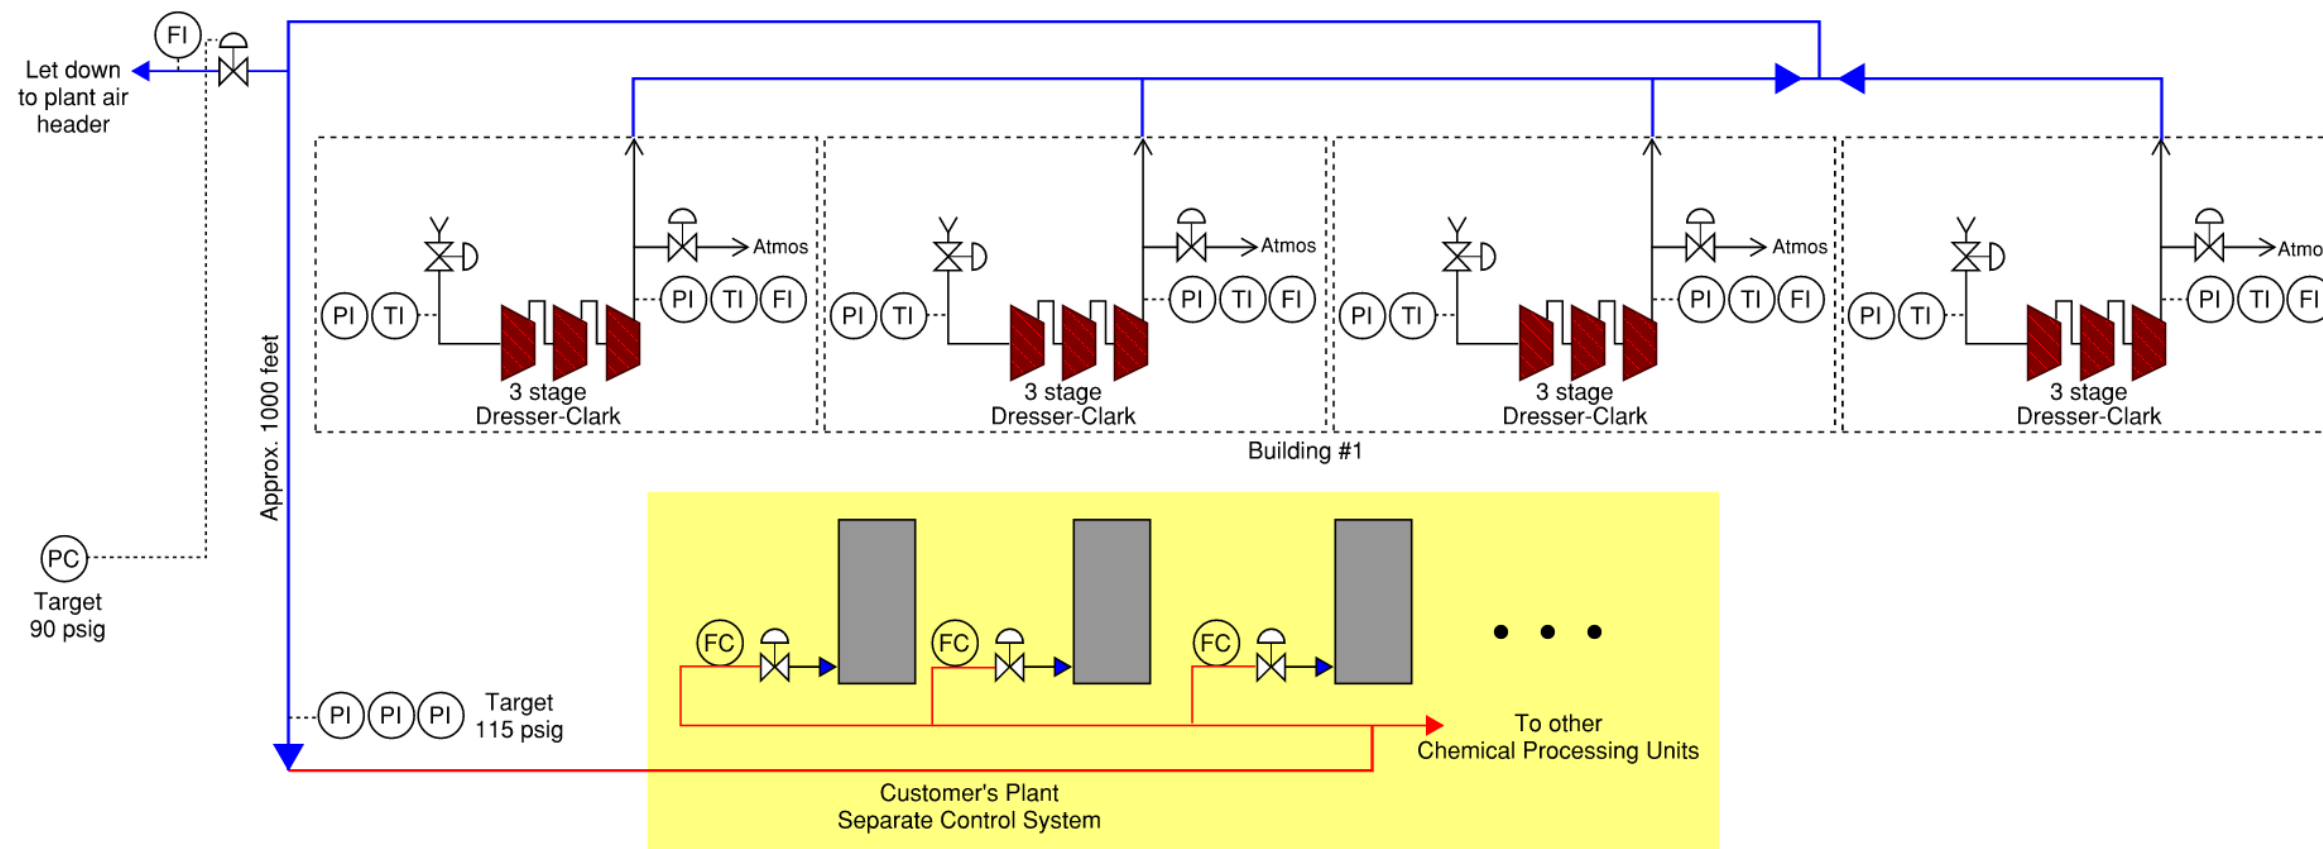 FI
Let down
to plant air
header
Atmos
Atmos
Atmos
Atmo
PI TI
PI TI FI
PI TI
PI TI FI
PI TI
PI TI FI
PI TI
PI TI FI
3 stage
Dresser-Clark
3 stage
Dresser-Clark
3 stage
Dresser-Clark
3 stage
Dresser-Clark
Building #1
Approx. 1000 feet
PC
Target
90 psig
FC
FC
FC
PI PI PI
Target
115 psig
To other
Chemical Processing Units
Customer's Plant
Separate Control System